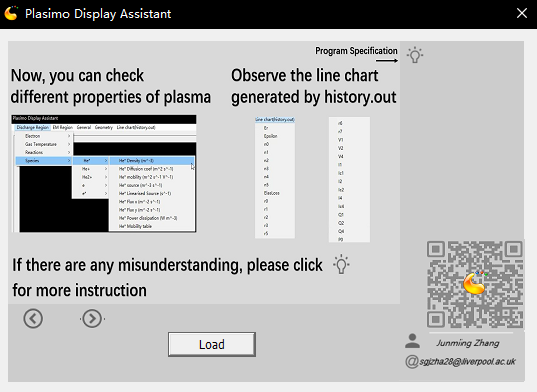 Plasimo Display Assistant
Program Specification
Now, you can check
different properties of plasma
Observe the line chart
generated by history.out
Plasimo Display Assistant
Discharge Region EM Region General Geometry Line chart(history.out)
Electron
Gas Temperature
Reactions
Species
He*
He+
He2+
e
e*
He* Density (m^-3)
He* Diffusion coef (m^2 s^-1)
He* mobility (m^2 s^-1 V^-1)
He* source (m^-3 s^-1)
He* Linearised Source (s^-1)
He* Flux x (m^-2 s^-1)
He* Flux y (m^-2 s^-1)
He* Power dissipation (W m^-3)
He* Mobility table
Line chart(history.out)
Er
Epsilon
n0
n1
n2
n3
n4
n5
ElasLoss
r0
r1
r2
r3
r5
r6
r7
V1
V2
V4
I1
Is1
Is2
I4
Is4
Q1
Q2
Q4
P0
If there are any misunderstanding, please click
for more instruction
Load
Junming Zhang
@sgjzha28@liverpool.ac.uk